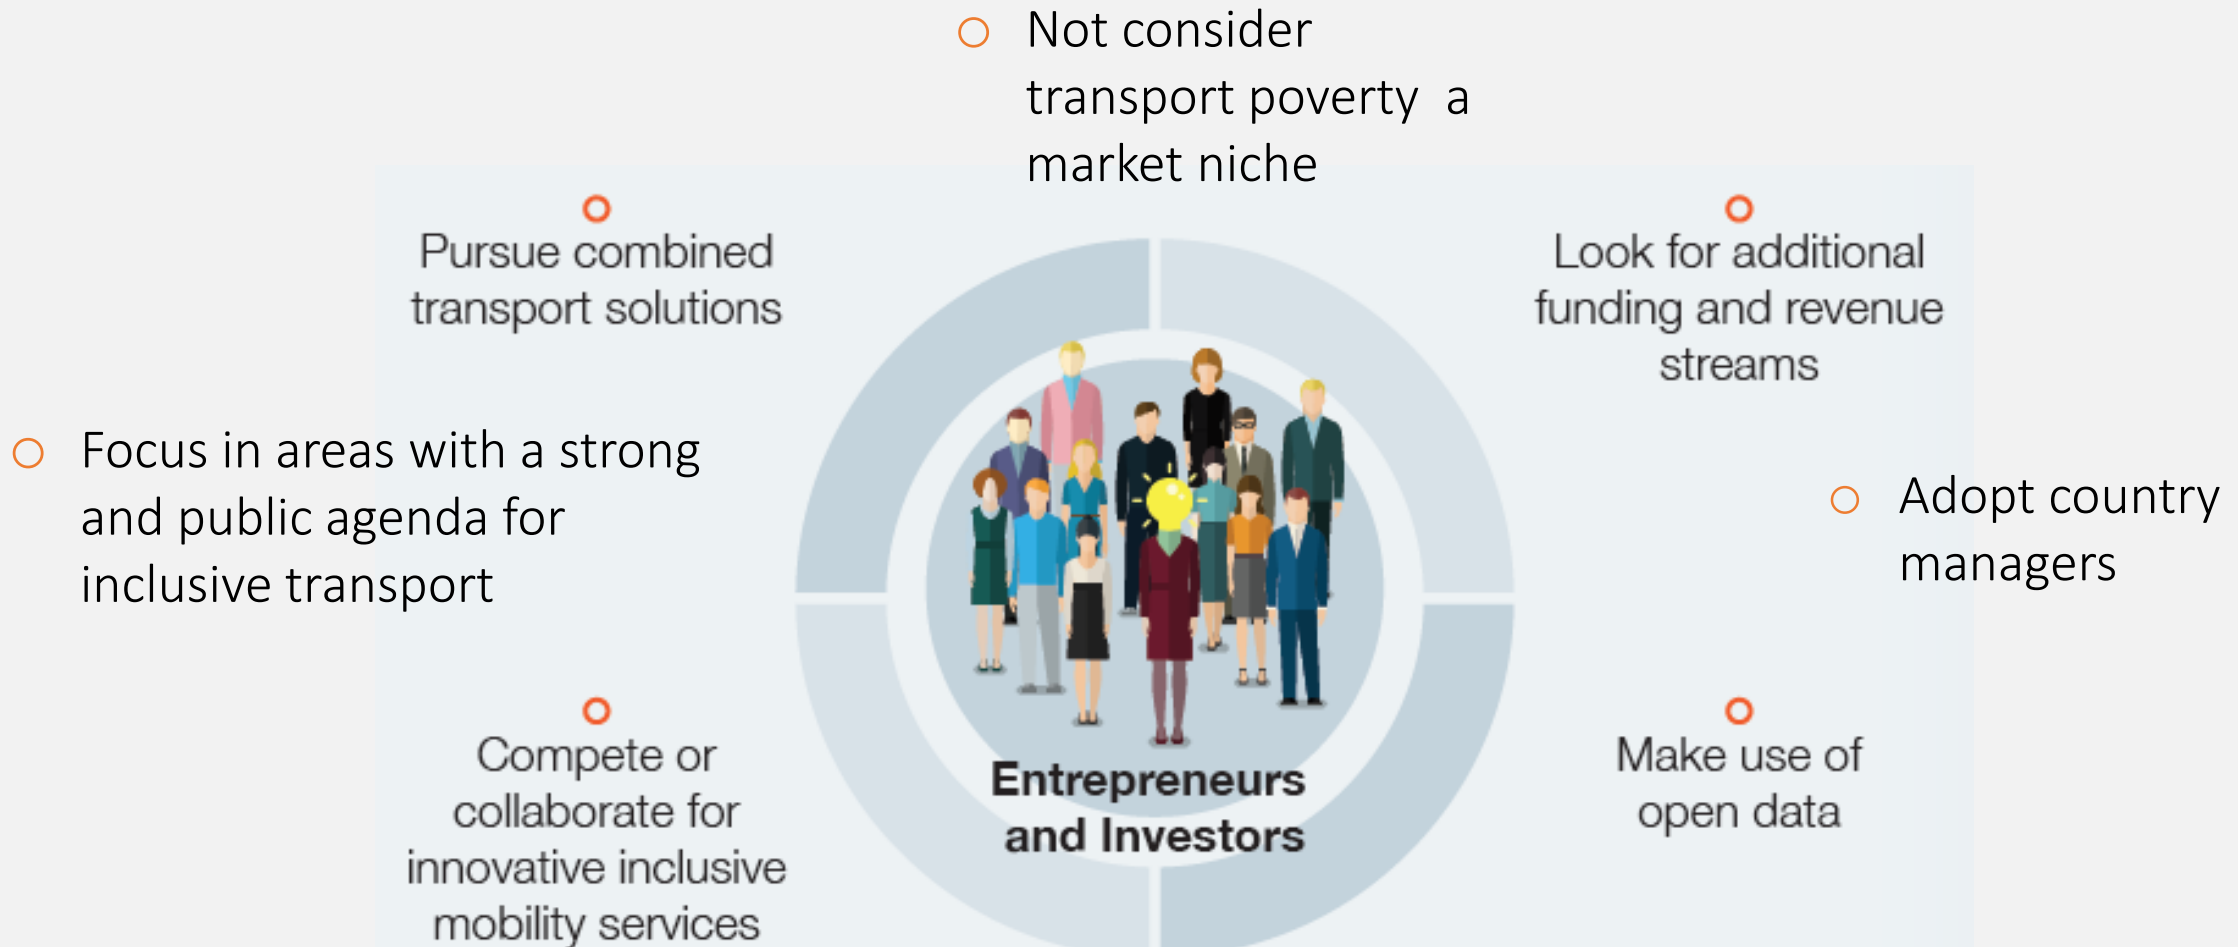 Not consider
transport poverty  a
market niche
Pursue combined
transport solutions
Look for additional
funding and revenue
streams
Focus in areas with a strong
and public agenda for
inclusive transport
Adopt country
managers
Compete or
collaborate for
innovative inclusive
mobility services
Entrepreneurs
and Investors
Make use of
open data